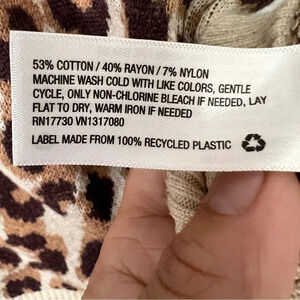 53% COTTON / 40% RAYON / 7% NYLON
MACHINE WASH COLD WITH LIKE COLORS, GENTLE
CYCLE, ONLY NON-CHLORINE BLEACH IF NEEDED, LAY
FLAT TO DRY, WARM IRON IF NEEDED
RN17730 VN1317080
LABEL MADE FROM 100% RECYCLED PLASTIC